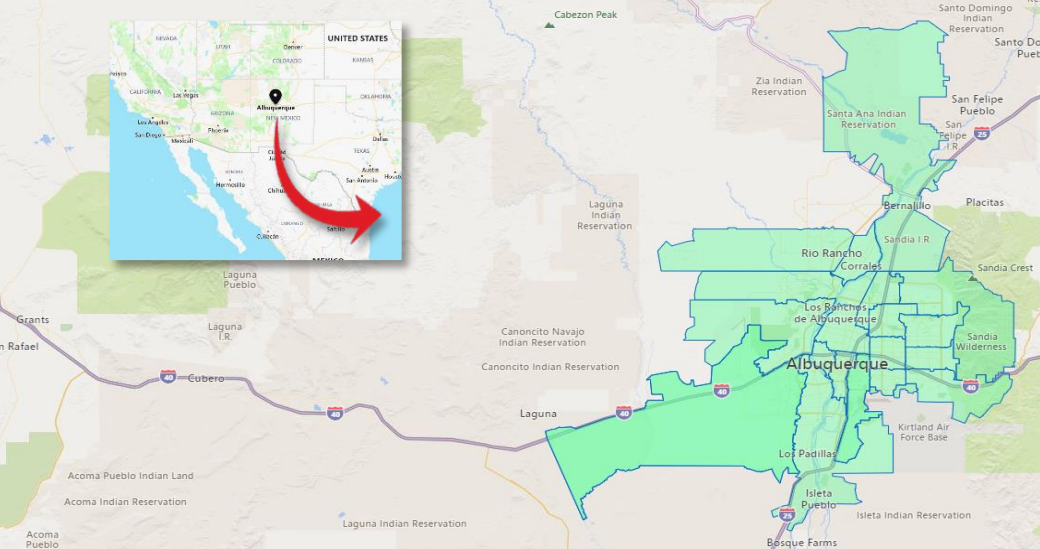 Cabezon Peak
Santo Domingo
Indian
Reservation
Santo Do
Pueb
Zia Indian
Reservation
San Felipe
Pueblo
Santa Ana Indian
Reservation
San
Felipe
I.R.
25
Bernalillo
Placitas
Laguna
Indian
Reservation
Sandia I.R.
Rio Rancho
Corrales
Sandia Crest
Laguna
Pueblo
Los Ranchos
de Albuquerque
Grants
Laguna
I.R.
Canoncito Navajo
Indian Reservation
Sandia
Wilderness
n Rafael
Canoncito Indian Reservation
Albuquerque
40
Cubero
40
40
40
40
Laguna
Kirtland Air
Force Base
Los Padillas
Acoma Pueblo Indian Land
Acoma Indian Reservation
Isleta
Pueblo
25
Isleta Indian Reservation
Laguna Indian Reservation
Acoma
Pueblo
Bosque Farms
UNITED STATES
NEVADA
UTAH
Denver
COLORADO
KANSAS
CALIFORNIA
Las Vegas
Albuquerque
OKLAHOMA
ARIZONA
NEW MEXICO
Los Angeles
San Diego
Mexicali
Phoenix
Dallas
Ciudad
Juárez
TEXAS
Austin
Houst
San Antonio
SONORA
Hermosillo
Chihu
DURANGO
Saltillo
Culiacán
MEXICO